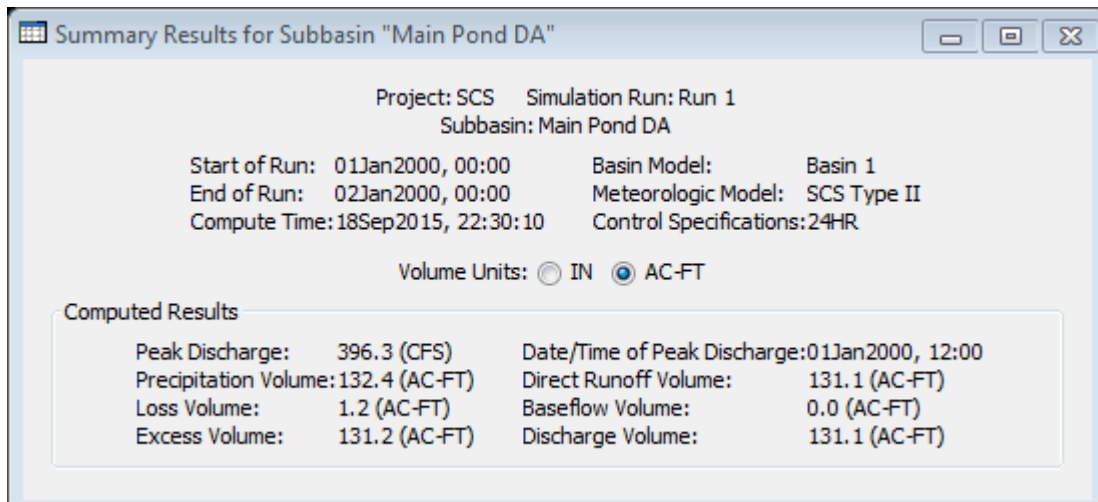 Summary Results for Subbasin "Main Pond DA"
Project: SCS Simulation Run: Run 1
Subbasin: Main Pond DA
Start of Run: 01Jan2000, 00:00 Basin Model: Basin 1
End of Run: 02Jan2000, 00:00 Meteorologic Model: SCS Type II
Compute Time:18Sep2015, 22:30:10 Control Specifications:24HR
Volume Units: IN AC-FT
Computed Results
Peak Discharge: 396.3 (CFS) Date/Time of Peak Discharge:01Jan2000, 12:00
Precipitation Volume:132.4 (AC-FT) Direct Runoff Volume: 131.1 (AC-FT)
Loss Volume: 1.2 (AC-FT) Baseflow Volume: 0.0 (AC-FT)
Excess Volume: 131.2 (AC-FT) Discharge Volume: 131.1 (AC-FT)